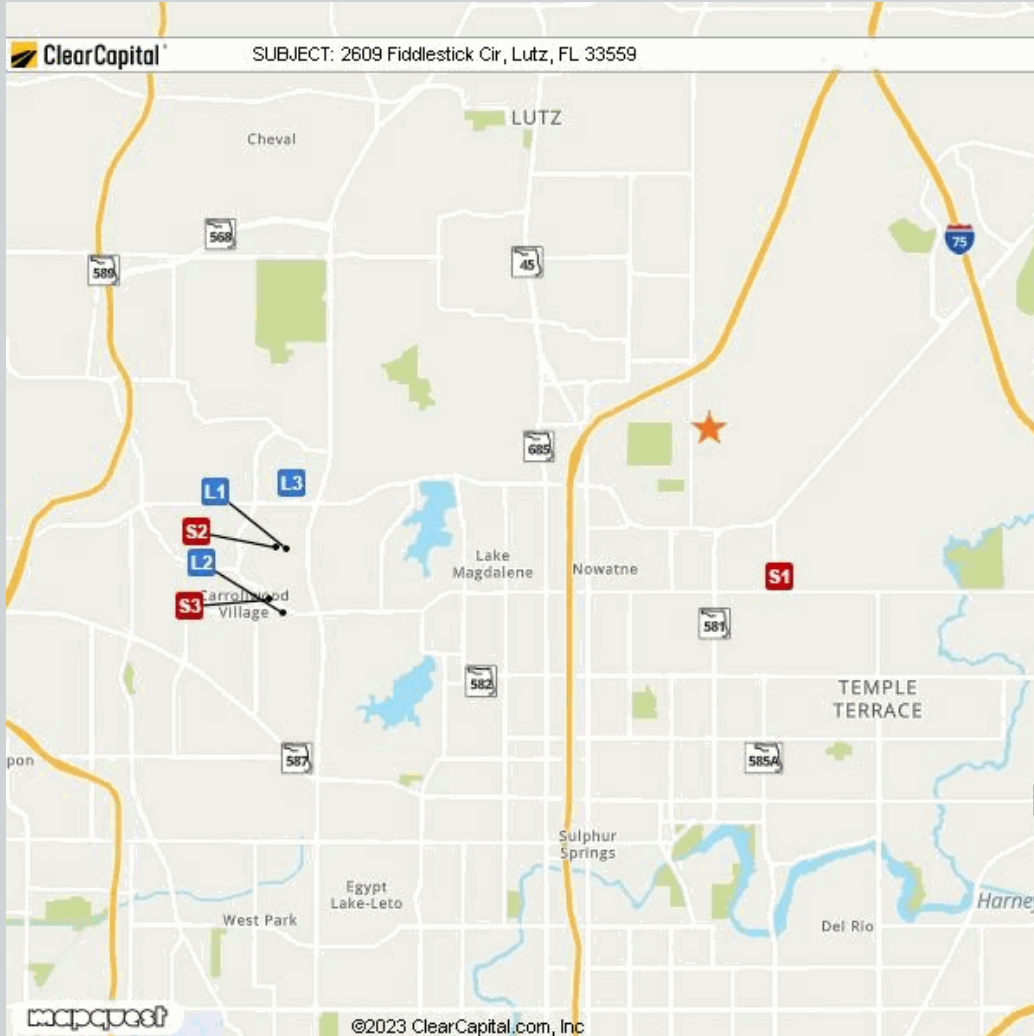 ClearCapital
SUBJECT: 2609 Fiddlestick Cir, Lutz, FL 33559
LUTZ
Cheval
568
75
589
45
685
L3
L1
S2
L2
Lake
Magdalene
Nowatne
S1
Carrollwood
Village
S3
581
582
TEMPLE
TERRACE
pon
587
585A
Sulphur
Springs
Egypt
Lake-Leto
Harney
West Park
Del Rio
mapquest
©2023 ClearCapital.com, Inc